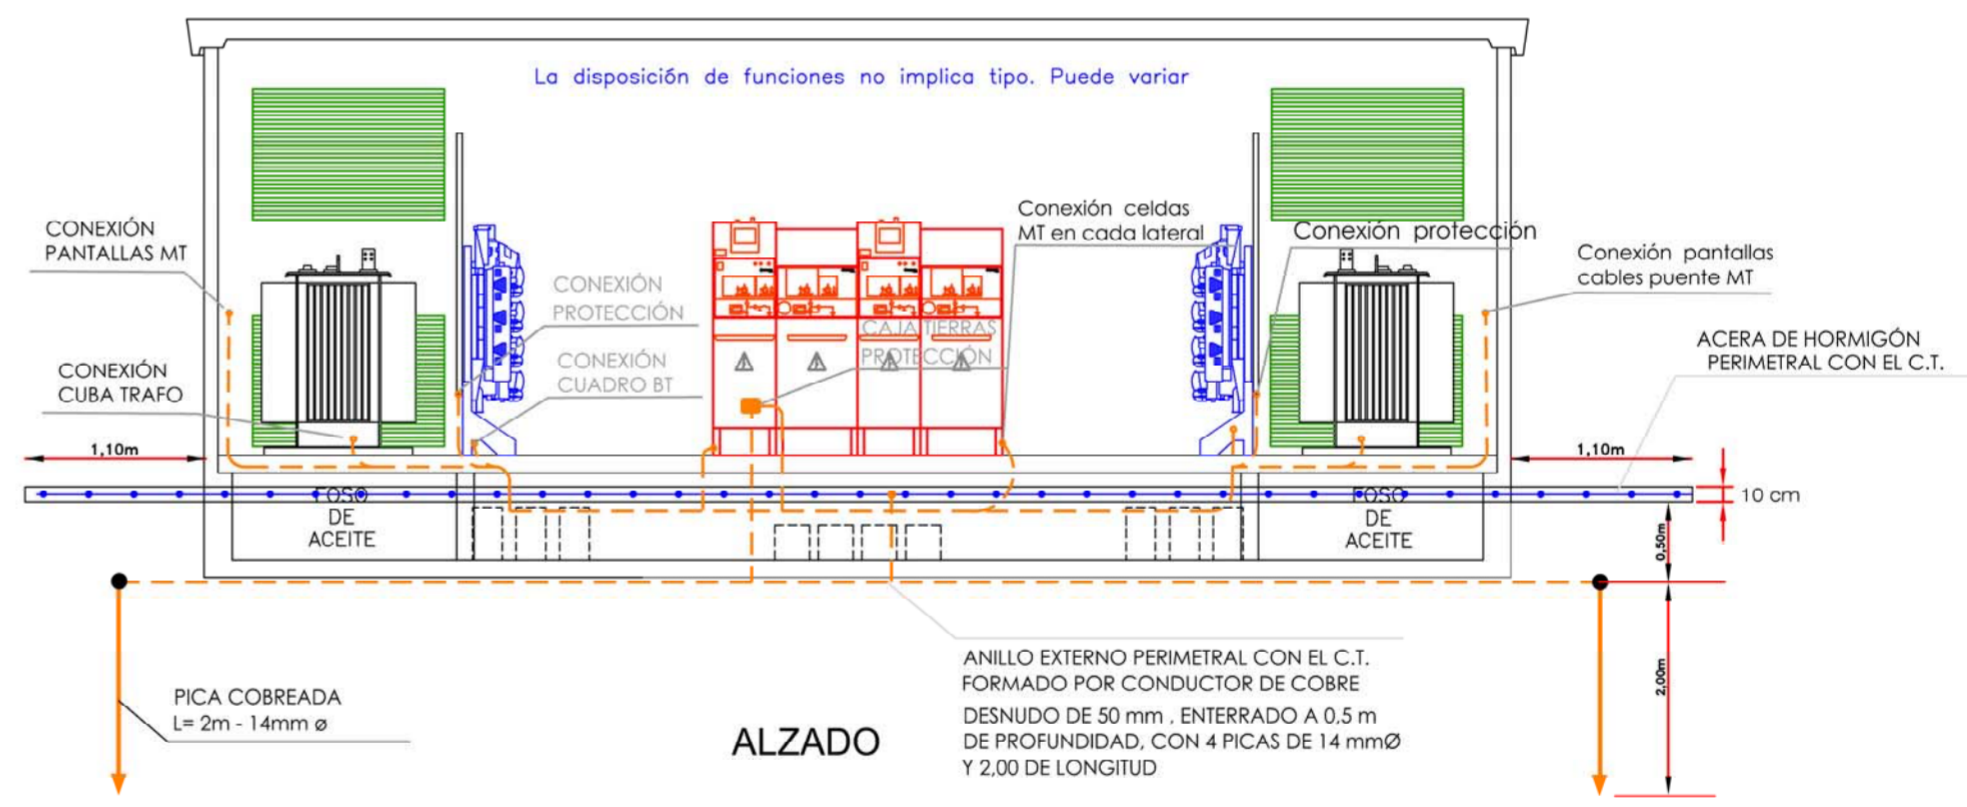 La disposición de funciones no implica tipo. Puede variar
CONEXIÓN
PANTALLAS MT
CONEXIÓN
CUBA TRAFO
1,10m
CONEXIÓN
PROTECCIÓN
CONEXIÓN
CUADRO BT
CAJA TIERRAS
PROTECCIÓN
Conexión celdas
MT en cada lateral
Conexión protección
Conexión pantallas
cables puente MT
ACERA DE HORMIGÓN
PERIMETRAL CON EL C.T.
1,10m
10 cm
FOSO
DE
ACEITE
FOSO
DE
ACEITE
0,50m
2,00m
PICA COBREADA
L= 2m - 14mm ø
ALZADO
ANILLO EXTERNO PERIMETRAL CON EL C.T.
FORMADO POR CONDUCTOR DE COBRE
DESNUDO DE 50 mm , ENTERRADO A 0,5 m
DE PROFUNDIDAD, CON 4 PICAS DE 14 mmØ
Y 2,00 DE LONGITUD